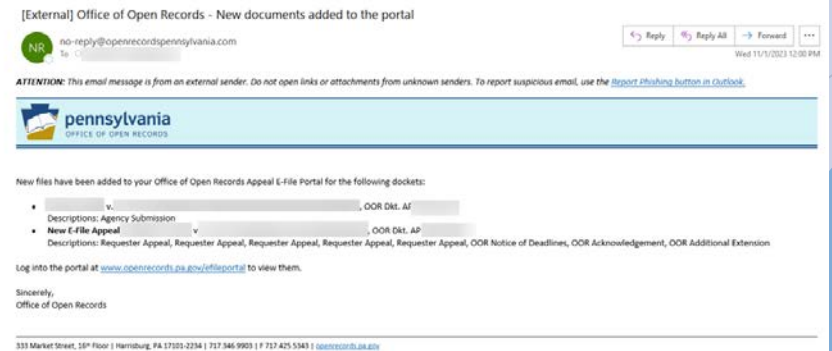 [External] Office of Open Records - New documents added to the portal
NR
no-reply@openrecordspennsylvania.com
To
Reply Reply All Forward ...
Wed 11/1/2023 12:00 PM
ATTENTION: This email message is from an external sender. Do not open links or attachments from unknown senders. To report suspicious email, use the Report Phishing button in Outlook.
pennsylvania
OFFICE OF OPEN RECORDS
New files have been added to your Office of Open Records Appeal E-File Portal for the following dockets:
• v. , OOR Dkt. AP
Descriptions: Agency Submission
• New E-File Appeal v , OOR Dkt. AP
Descriptions: Requester Appeal, Requester Appeal, Requester Appeal, Requester Appeal, Requester Appeal, OOR Notice of Deadlines, OOR Acknowledgement, OOR Additional Extension
Log into the portal at www.openrecords.pa.gov/efileportal to view them.
Sincerely,
Office of Open Records
333 Market Street, 16th Floor | Harrisburg, PA 17101-2234 | 717.346.9903 | F 717.425.5343 | openrecords.pa.gov